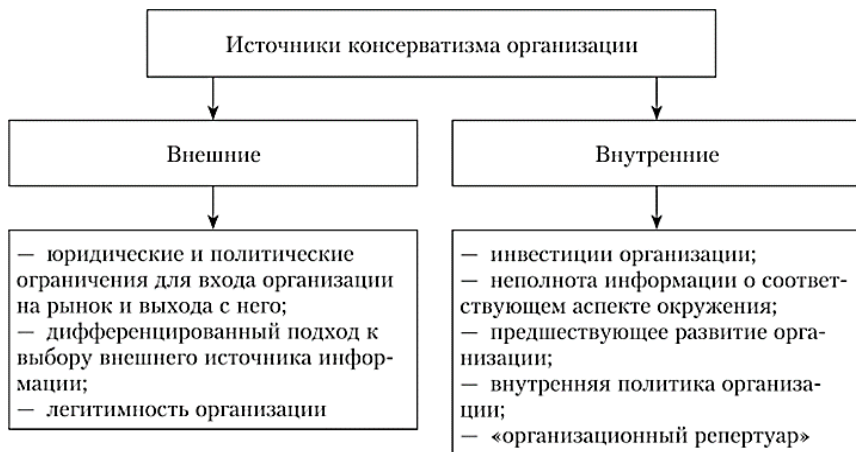 Источники консерватизма организации
Внешние
Внутренние
— юридические и политические
ограничения для входа организации
на рынок и выхода с него;
— дифференцированный подход к
выбору внешнего источника инфор-
мации;
— легитимность организации
— инвестиции организации;
— неполнота информации о соответ-
ствующем аспекте окружения;
— предшествующее развитие орга-
низации;
— внутренняя политика организа-
ции;
— «организационный репертуар»